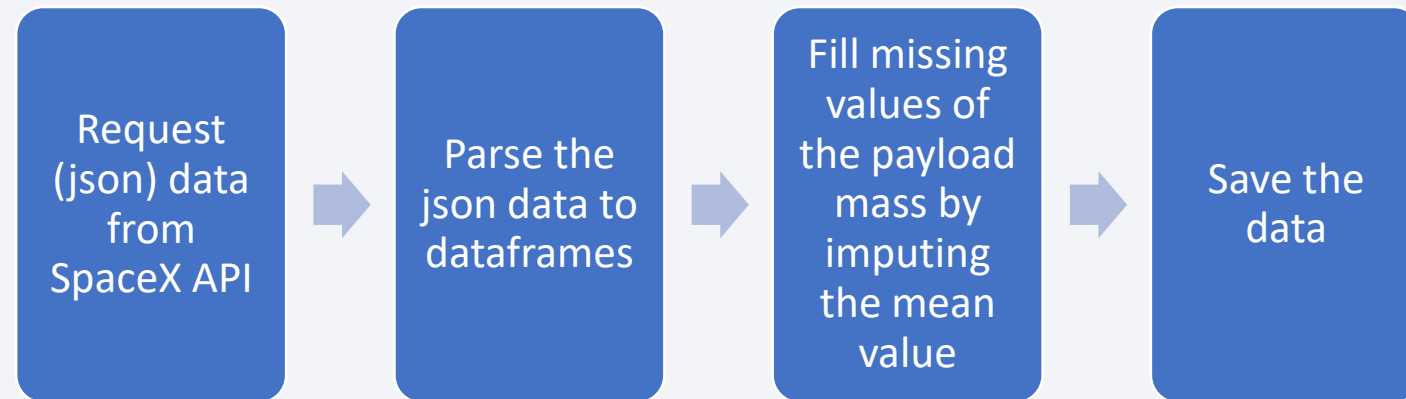 Request
(json) data
from
SpaceX API
Parse the
json data to
dataframes
Fill missing
values of
the payload
mass by
imputing
the mean
value
Save the
data